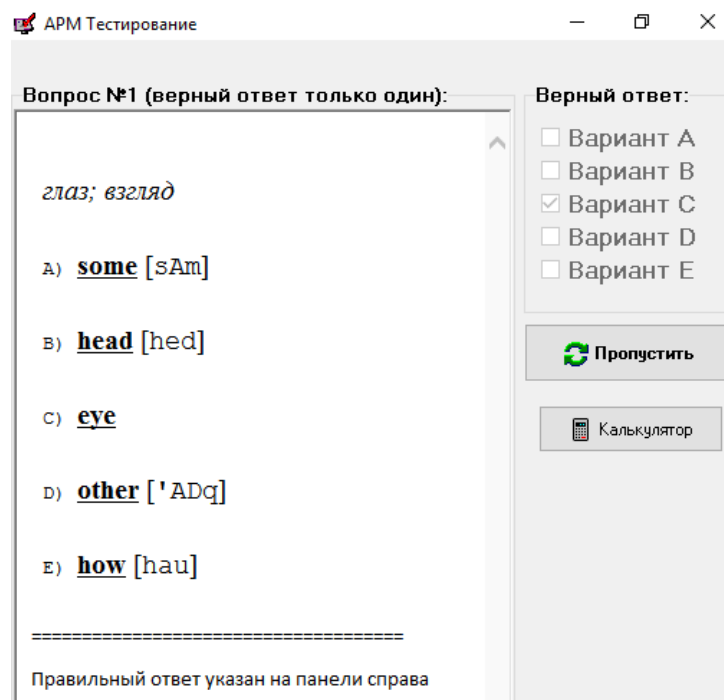 АРМ Тестирование
Вопрос №1 (верный ответ только один):
глаз; взгляд
A) some [sAm]
B) head [hed]
C) eye
D) other ['ADq]
E) how [hau]
=====================================
Правильный ответ указан на панели справа
Верный ответ:
Вариант A
Вариант B
Вариант C
Вариант D
Вариант E
Пропустить
Калькулятор